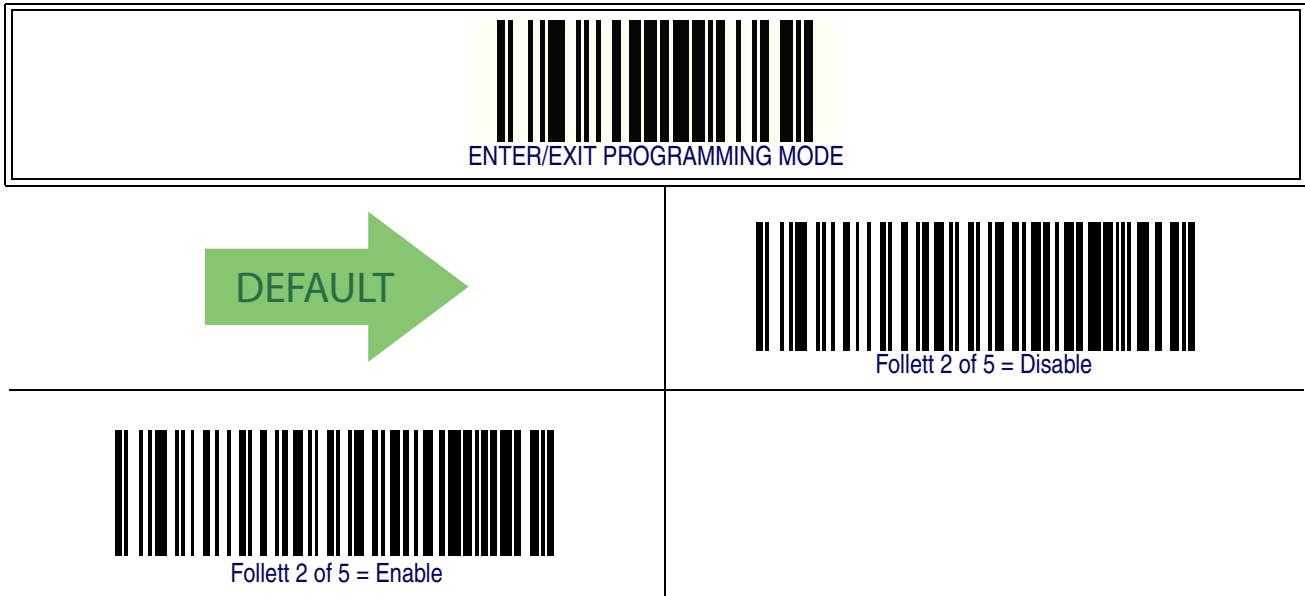 ENTER/EXIT PROGRAMMING MODE
DEFAULT
Follett 2 of 5 = Disable
Follett 2 of 5 = Enable